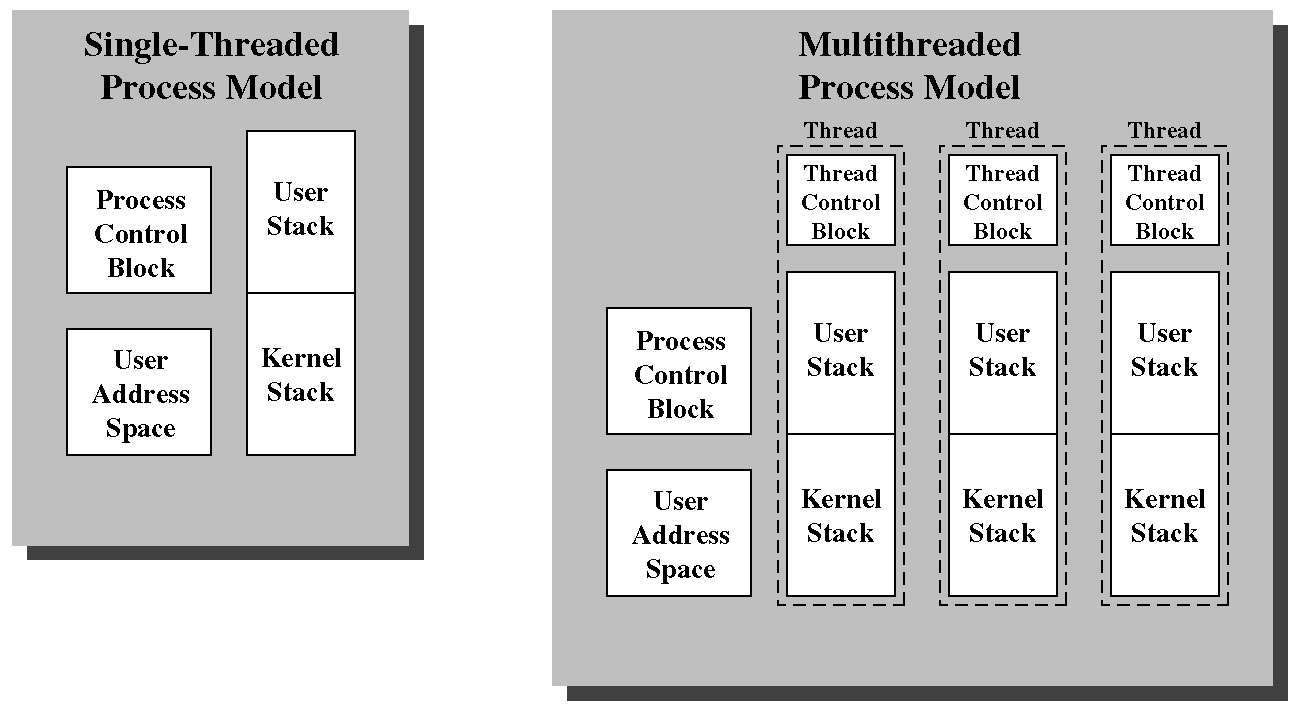 Single-Threaded
Process Model
Process
Control
Block
User
Stack
User
Address
Space
Kernel
Stack
Multithreaded
Process Model
Process
Control
Block
User
Address
Space
Thread
Thread
Control
Block
User
Stack
Kernel
Stack
Thread
Thread
Control
Block
User
Stack
Kernel
Stack
Thread
Thread
Control
Block
User
Stack
Kernel
Stack